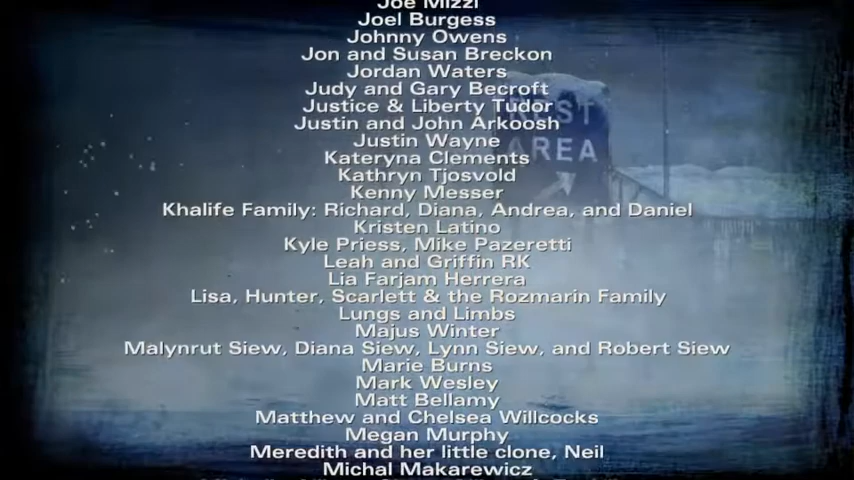 Joe Mizzi
Joel Burgess
Johnny Owens
Jon and Susan Breckon
Jordan Waters
Judy and Gary Becroft
Justice & Liberty Tudor
Justin and John Arkoosh
Justin Wayne
Kateryna Clements
Kathryn Tjosvold
Kenny Messer
Khalife Family: Richard, Diana, Andrea, and Daniel
Kristen Latino
Kyle Priess, Mike Pazeretti
Leah and Griffin RK
Lia Farjam Herrera
Lisa, Hunter, Scarlett & the Rozmarin Family
Lungs and Limbs
Majus Winter
Malynrut Siew, Diana Siew, Lynn Siew, and Robert Siew
Marie Burns
Mark Wesley
Matt Bellamy
Matthew and Chelsea Willcocks
Megan Murphy
Meredith and her little clone, Neil
Michal Makarewicz
REST
AREA